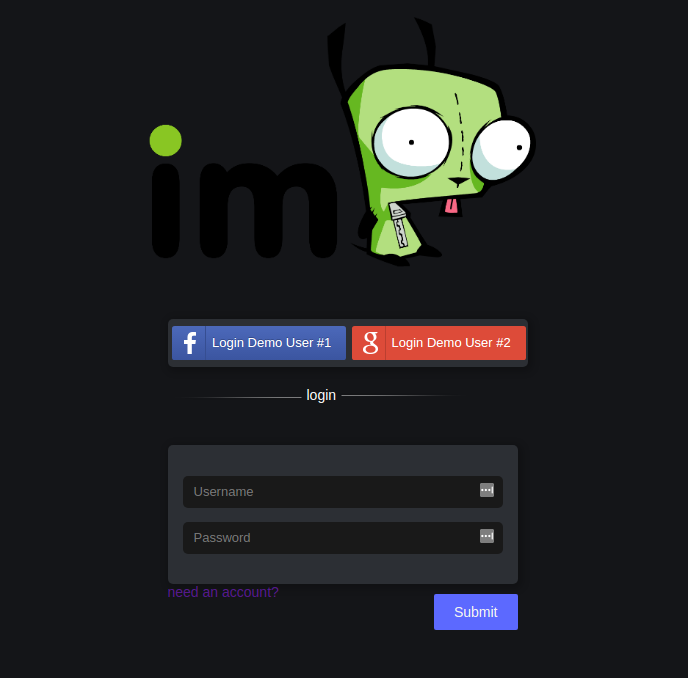 im
f Login Demo User #1
g Login Demo User #2
login
Username
Password
need an account?
Submit